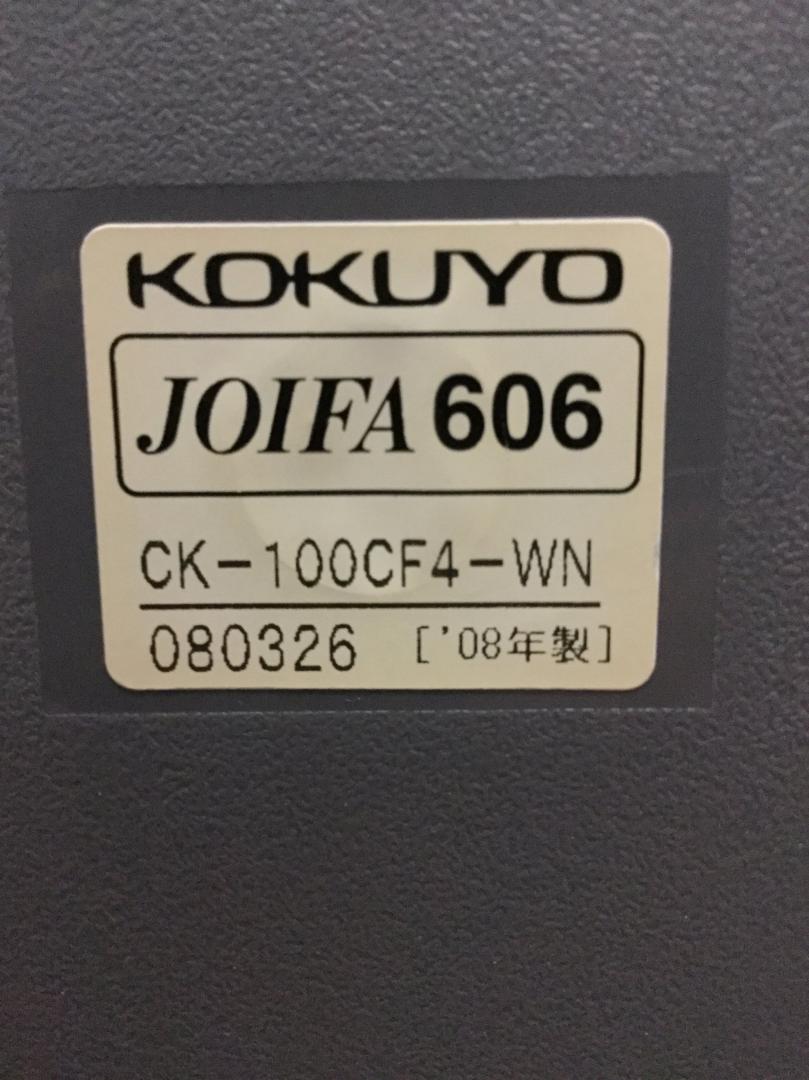 KOKUYO
JOIFA 606
CK-100CF4-WN
080326 ['08年製]